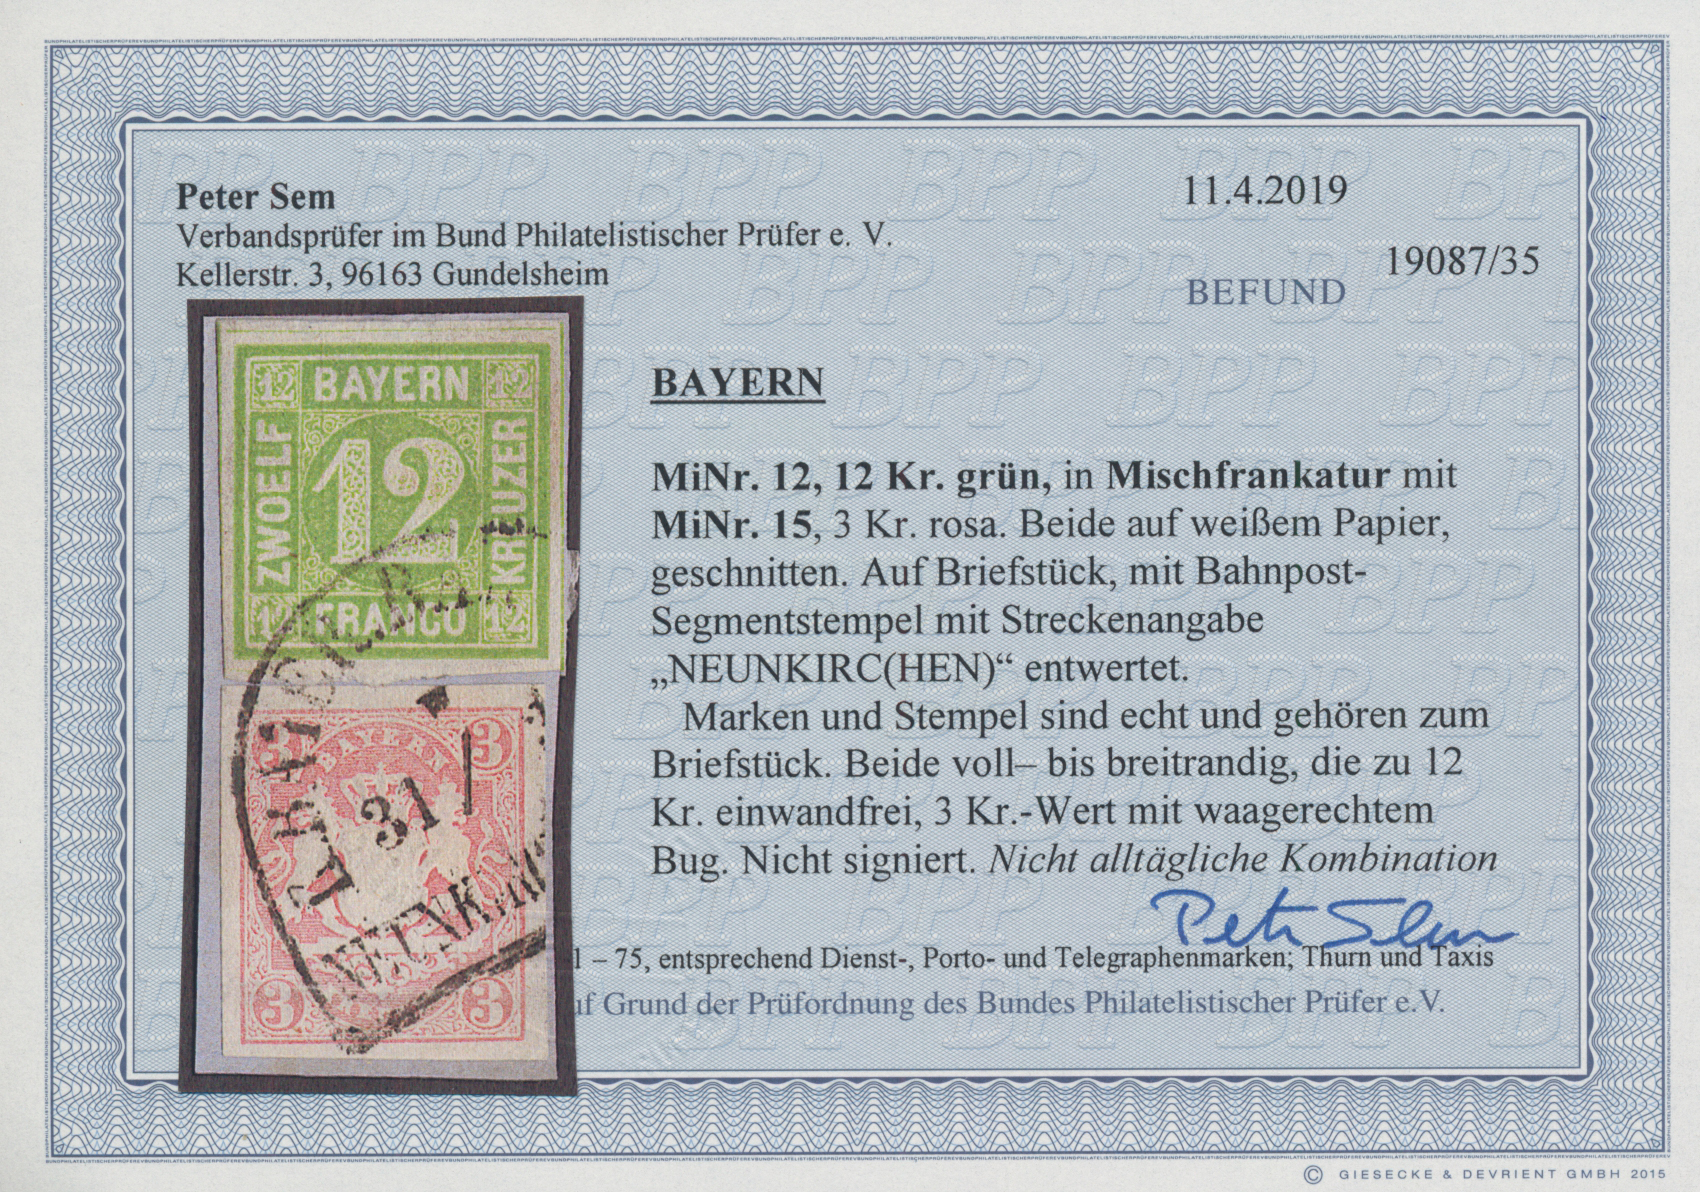 Peter Sem
Verbandsprüfer im Bund Philatelistischer Prüfer e. V.
Kellerstr. 3, 96163 Gundelsheim
11.4.2019
19087/35
BEFUND
BAYERN
MiNr. 12, 12 Kr. grün, in Mischfrankatur mit
MiNr. 15, 3 Kr. rosa. Beide auf weißem Papier,
geschnitten. Auf Briefstück, mit Bahnpost-
Segmentstempel mit Streckenangabe
„NEUNKIRC(HEN)“ entwertet.
Marken und Stempel sind echt und gehören zum
Briefstück. Beide voll– bis breitrandig, die zu 12
Kr. einwandfrei, 3 Kr.-Wert mit waagerechtem
Bug. Nicht signiert. Nicht alltägliche Kombination
Peter Sem
1 – 75, entsprechend Dienst-, Porto- und Telegraphenmarken; Thurn und Taxis
uf Grund der Prüfordnung des Bundes Philatelistischer Prüfer e.V.
12 BAYERN 12
ZWOELF
12
KREUZER
12 FRANCO 12
3 BAYERN 3
31/
3 3
© GIESECKE & DEVRIENT GMBH 2015